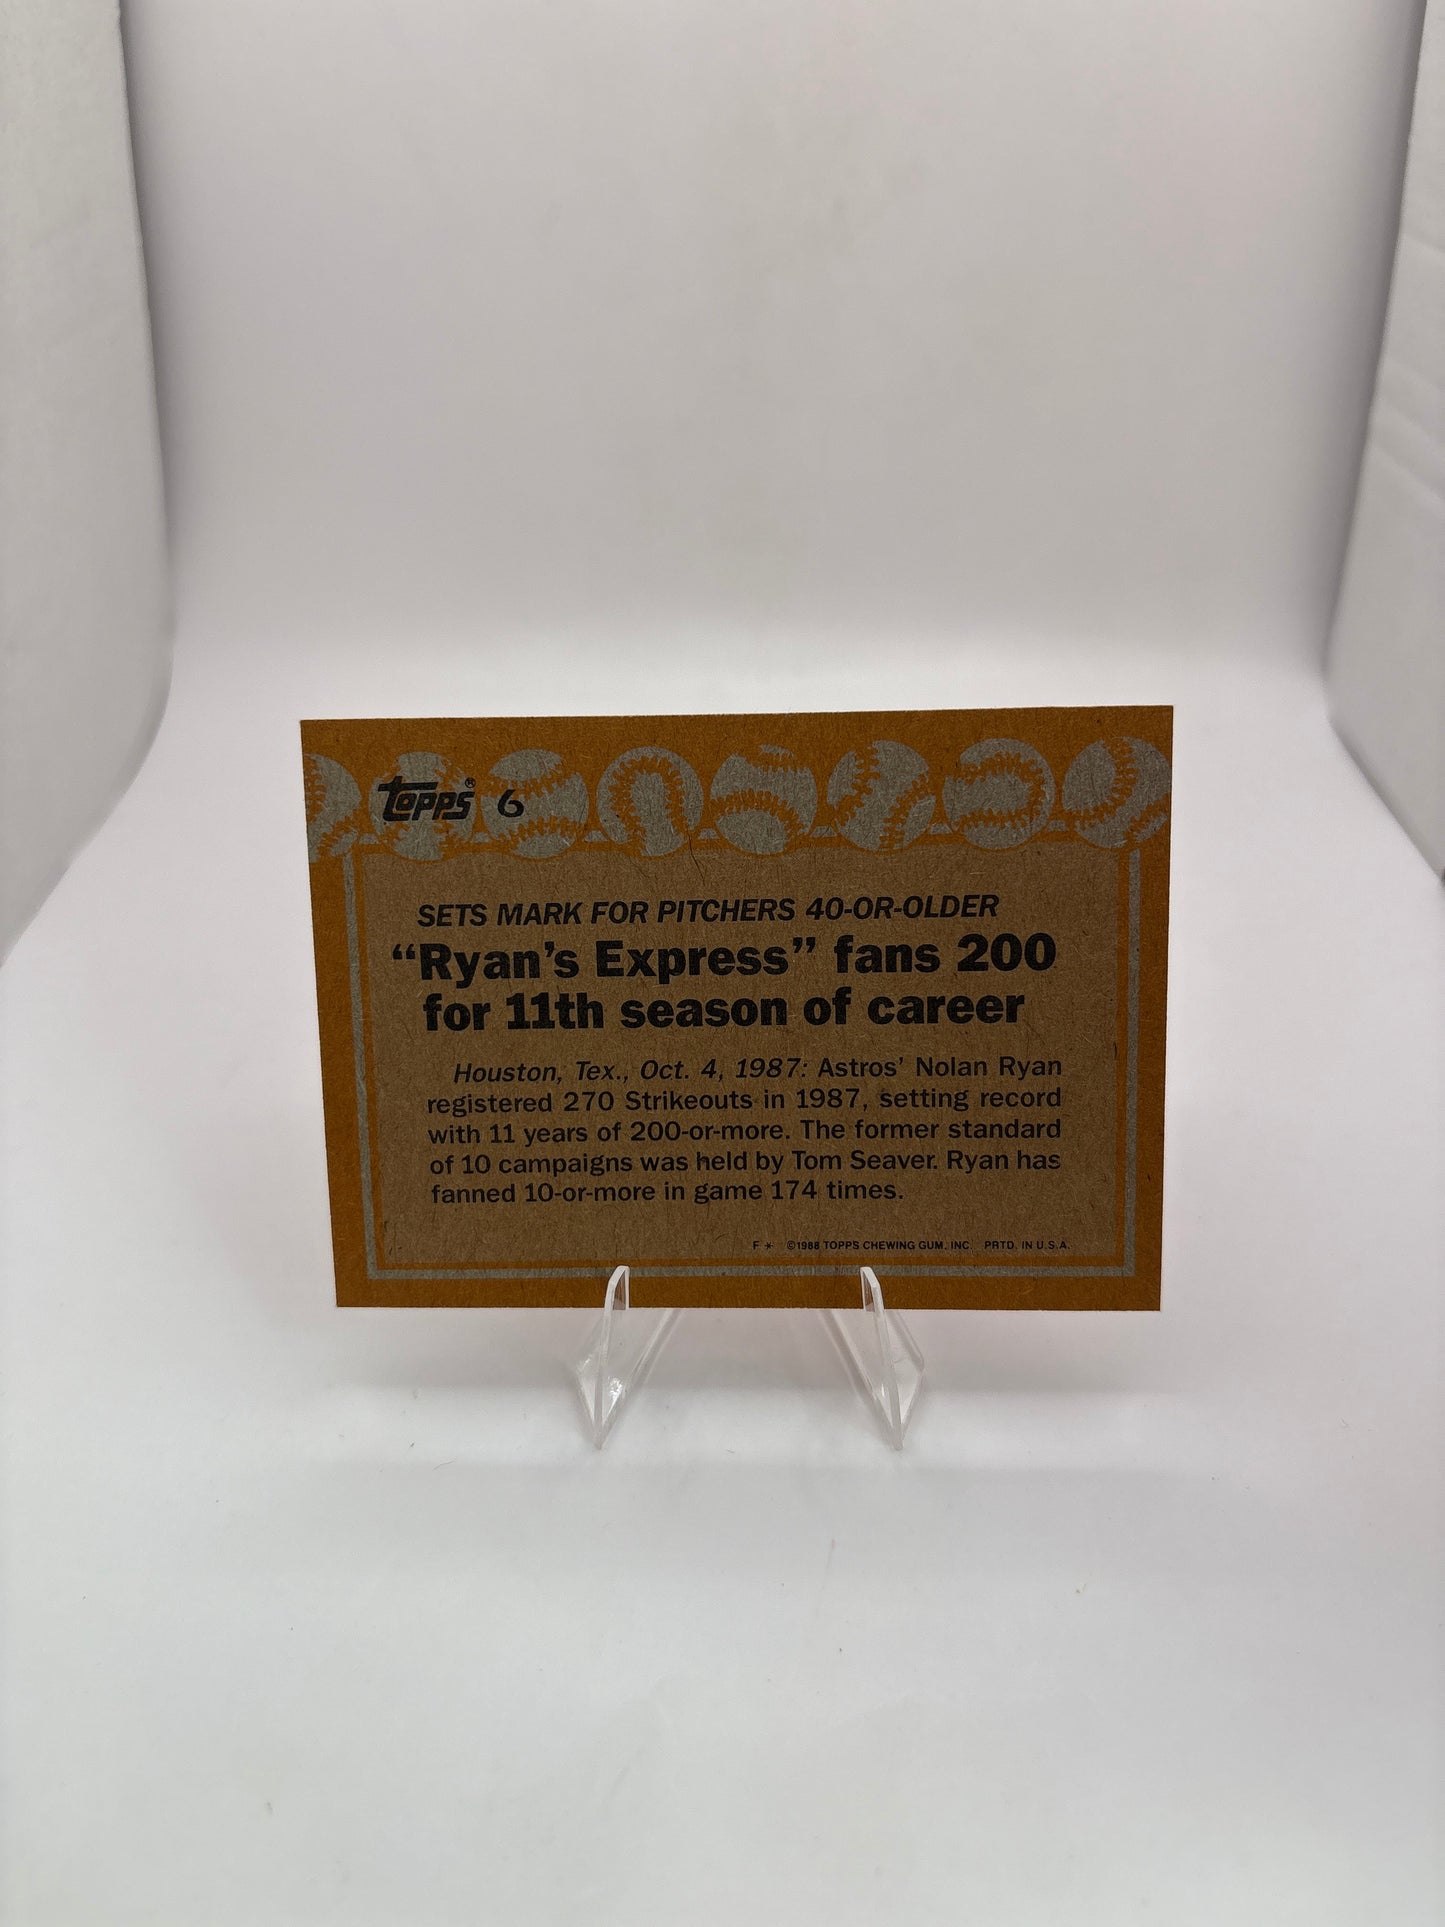 Topps® 6
SETS MARK FOR PITCHERS 40-OR-OLDER
“Ryan’s Express” fans 200
for 11th season of career
Houston, Tex., Oct. 4, 1987: Astros’ Nolan Ryan
registered 270 Strikeouts in 1987, setting record
with 11 years of 200-or-more. The former standard
of 10 campaigns was held by Tom Seaver. Ryan has
fanned 10-or-more in game 174 times.
F * ©1988 TOPPS CHEWING GUM, INC. PRTD. IN U.S.A.